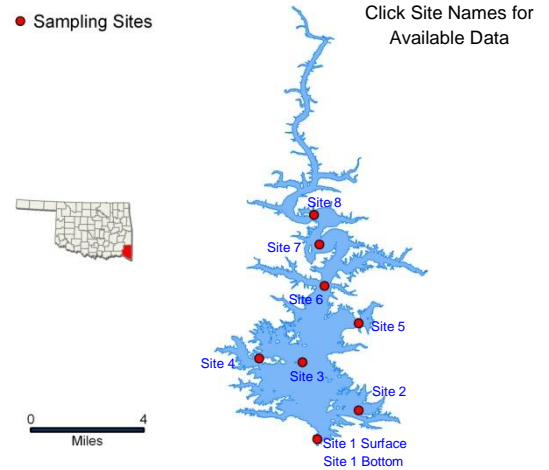 Sampling Sites
Click Site Names for
Available Data
Site 8
Site 7
Site 6
Site 5
Site 4
Site 3
Site 2
0 4
Miles
Site 1 Surface
Site 1 Bottom